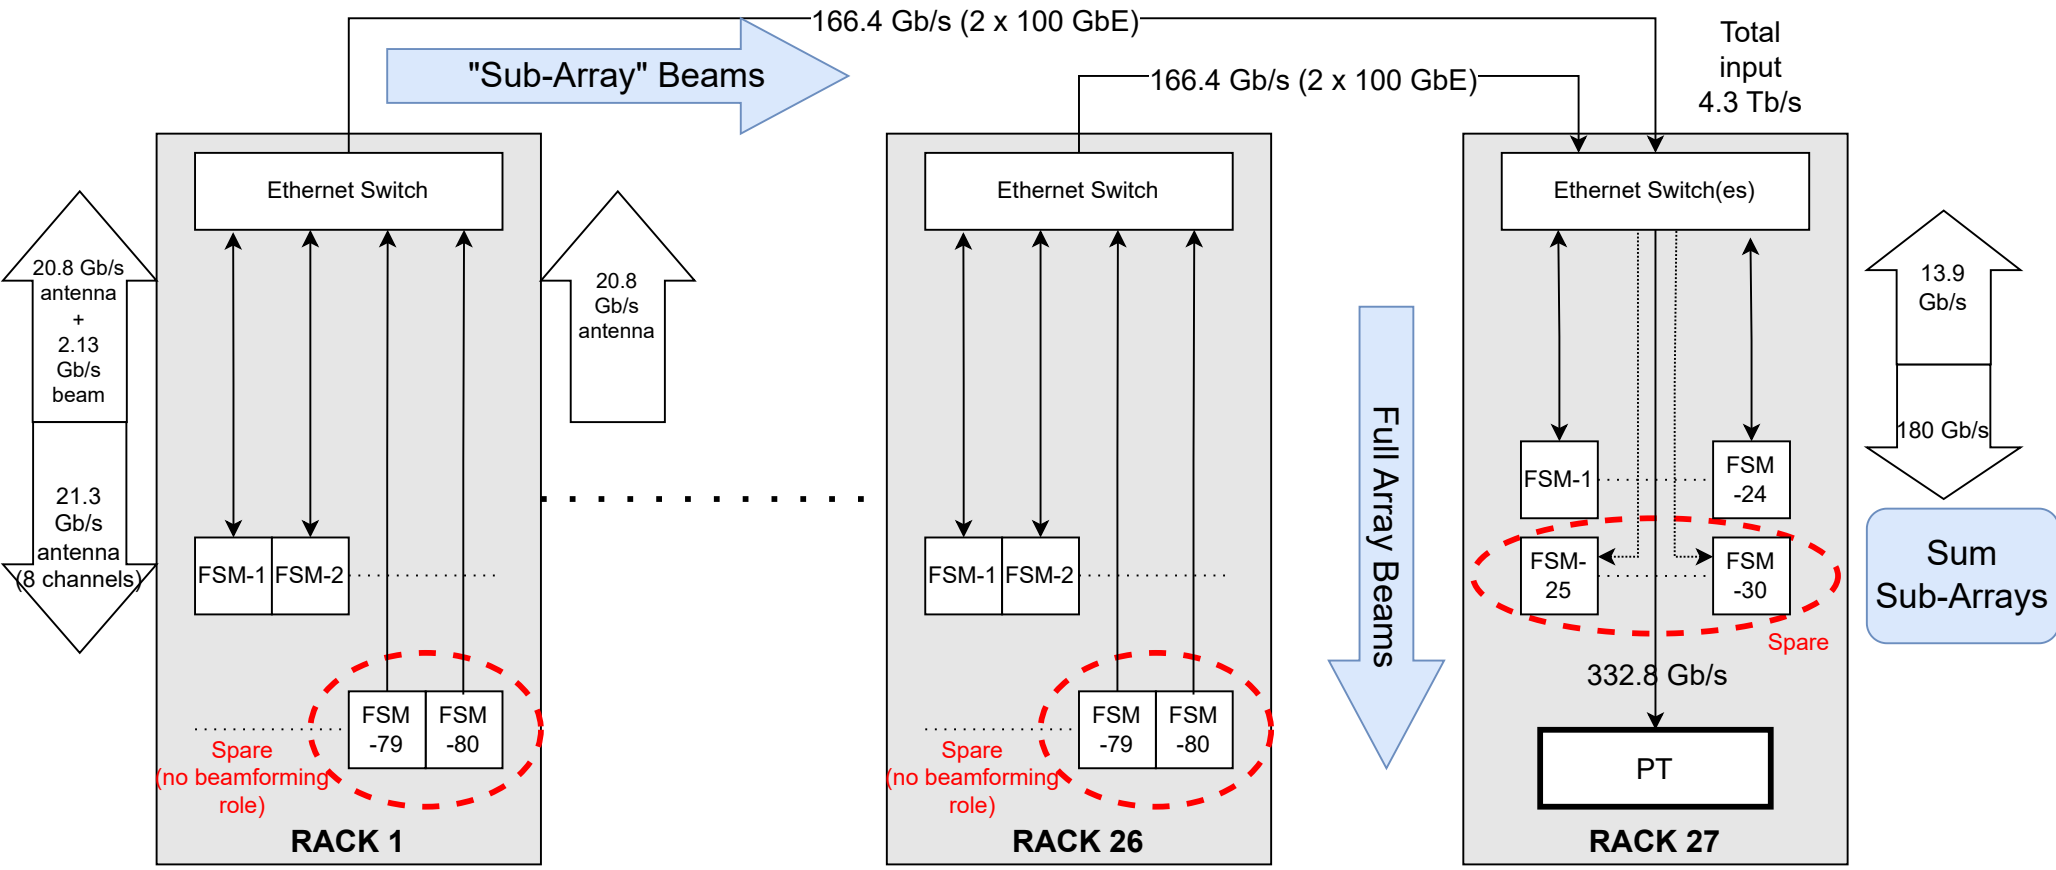 166.4 Gb/s (2 x 100 GbE)
"Sub-Array" Beams
166.4 Gb/s (2 x 100 GbE)
Total
input
4.3 Tb/s
Ethernet Switch
Ethernet Switch
Ethernet Switch(es)
20.8 Gb/s
antenna
+
2.13
Gb/s
beam
21.3
Gb/s
antenna
(8 channels)
20.8
Gb/s
antenna
FSM-1
FSM-2
FSM
-79
FSM
-80
Spare
(no beamforming
role)
RACK 1
FSM-1
FSM-2
FSM
-79
FSM
-80
Spare
(no beamforming
role)
RACK 26
Full Array Beams
FSM-1
FSM
-24
FSM-
25
FSM
-30
Spare
332.8 Gb/s
PT
RACK 27
13.9
Gb/s
180 Gb/s
Sum
Sub-Arrays